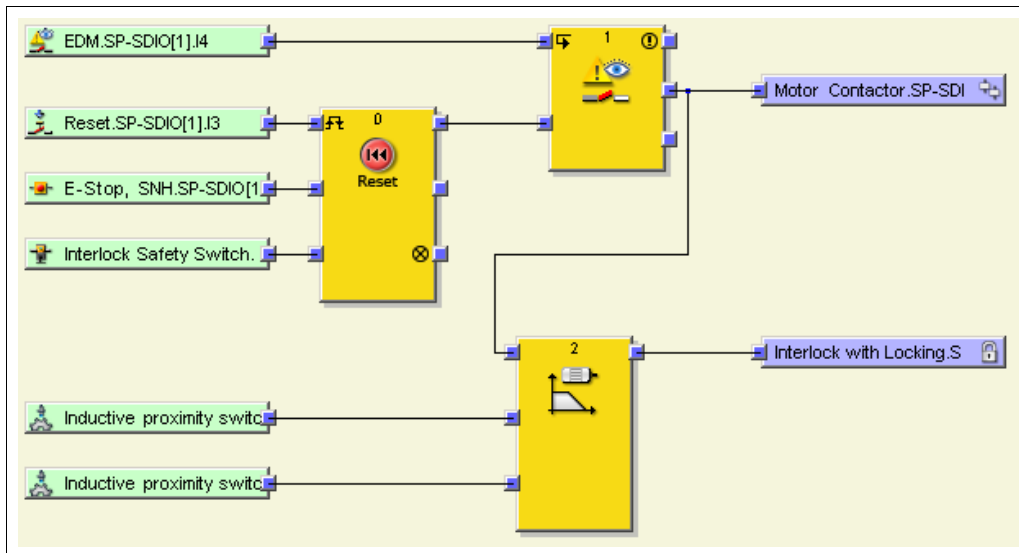 EDM.SP-SDIO[1].I4
1
Motor Contactor.SP-SDI
Reset.SP-SDIO[1].I3
0
Reset
E-Stop, SNH.SP-SDIO[1
Interlock Safety Switch.
2
Interlock with Locking.S
Inductive proximity switc
Inductive proximity switc